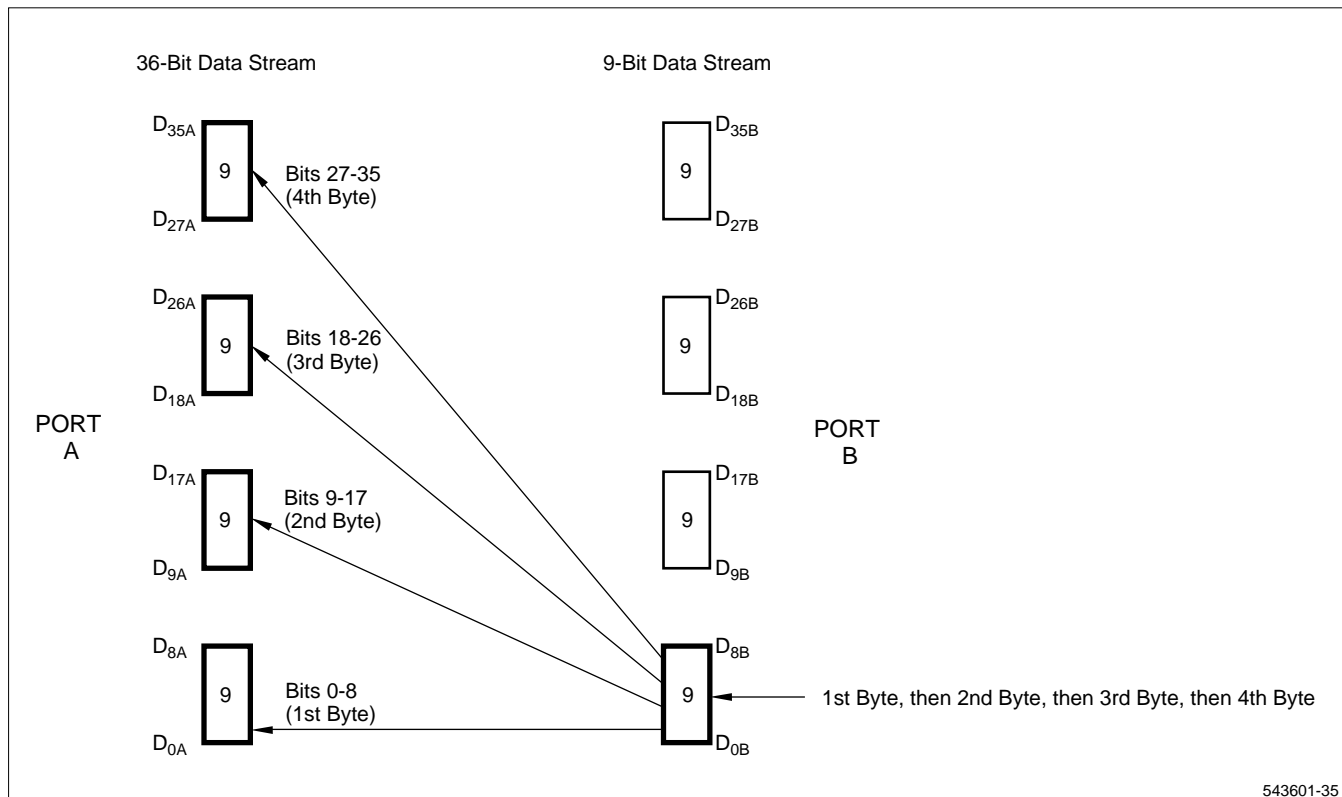 36-Bit Data Stream
9-Bit Data Stream
D35A
D35B
9
Bits 27-35
(4th Byte)
9
D27A
D27B
D26A
D26B
9
Bits 18-26
(3rd Byte)
9
D18A
D18B
PORT
A
PORT
B
D17A
D17B
9
Bits 9-17
(2nd Byte)
9
D9A
D9B
D8A
D8B
9
Bits 0-8
(1st Byte)
9
1st Byte, then 2nd Byte, then 3rd Byte, then 4th Byte
D0A
D0B
543601-35